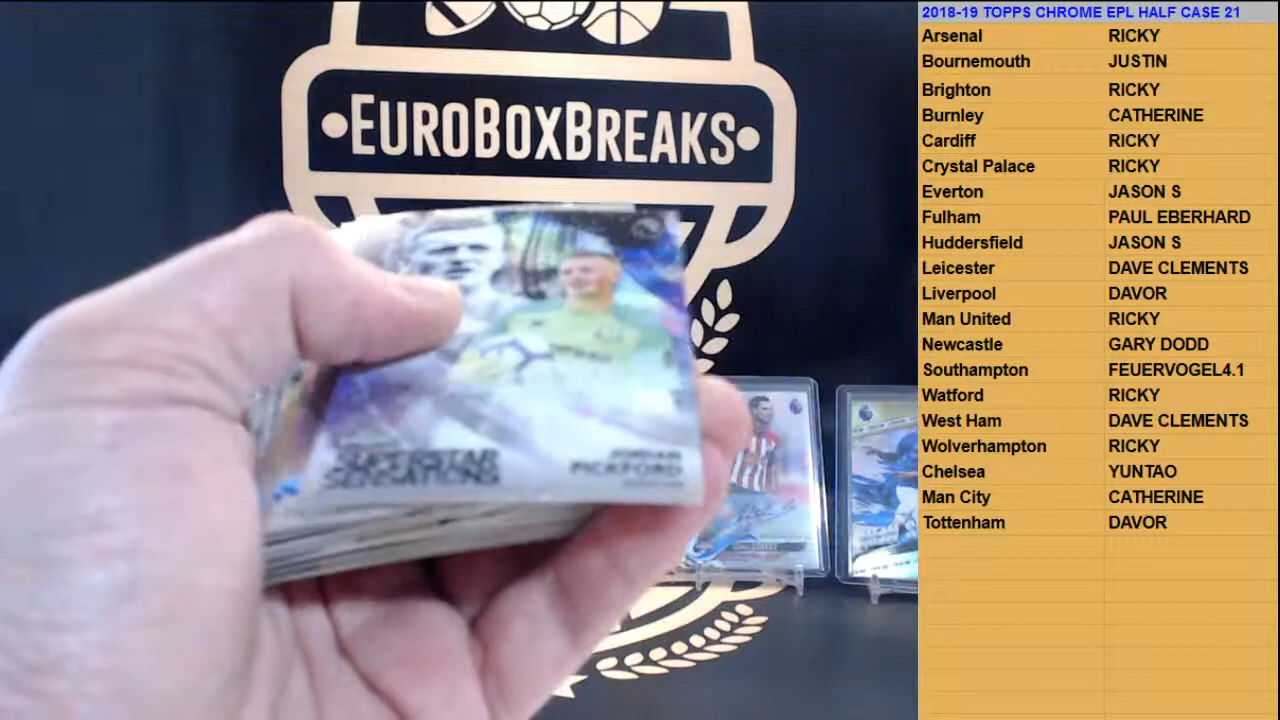 EUROBOXBREAKS
SUPERSTAR
SENSATIONS
JORDAN
PICKFORD
2018-19 TOPPS CHROME EPL HALF CASE 21
Arsenal RICKY
Bournemouth JUSTIN
Brighton RICKY
Burnley CATHERINE
Cardiff RICKY
Crystal Palace RICKY
Everton JASON S
Fulham PAUL EBERHARD
Huddersfield JASON S
Leicester DAVE CLEMENTS
Liverpool DAVOR
Man United RICKY
Newcastle GARY DODD
Southampton FEUERVOGEL4.1
Watford RICKY
West Ham DAVE CLEMENTS
Wolverhampton RICKY
Chelsea YUNTAO
Man City CATHERINE
Tottenham DAVOR